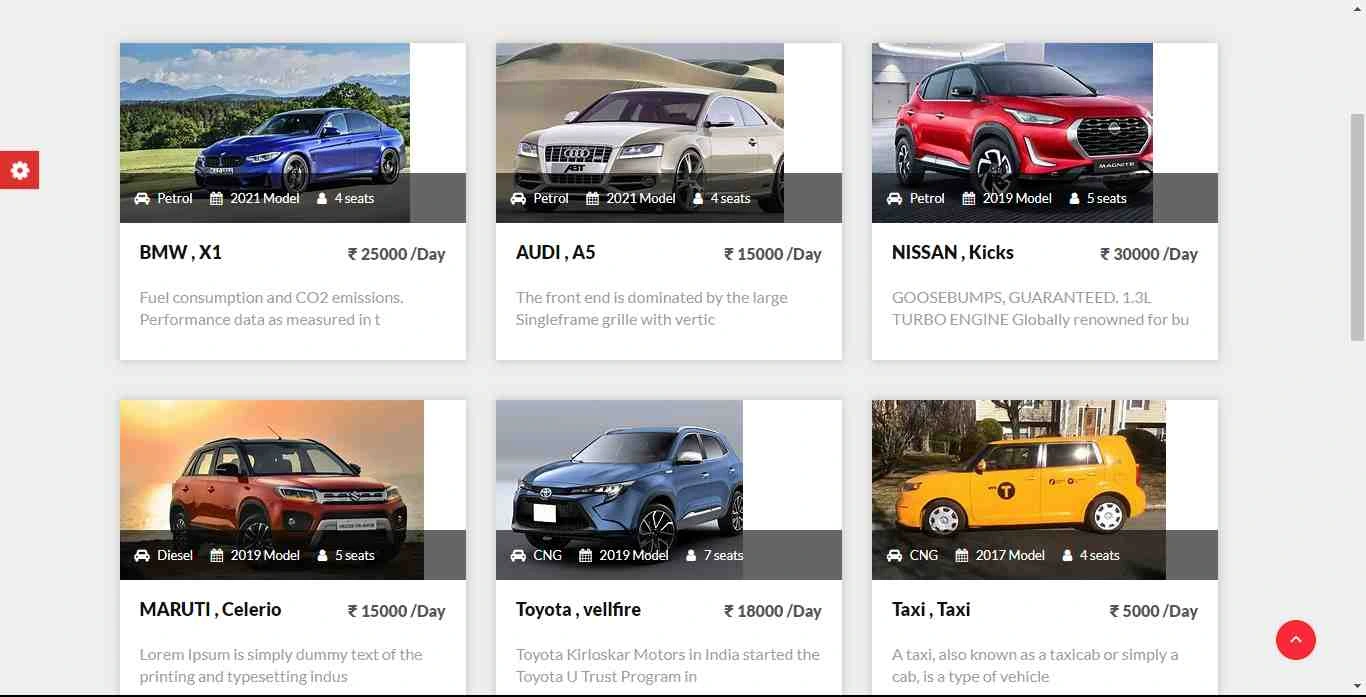 ABT
MAGNITE
Petrol 2021 Model 4 seats
Petrol 2021 Model 4 seats
Petrol 2019 Model 5 seats
BMW , X1 ₹ 25000 /Day
AUDI , A5 ₹ 15000 /Day
NISSAN , Kicks ₹ 30000 /Day
Fuel consumption and CO2 emissions.
Performance data as measured in t
The front end is dominated by the large
Singleframe grille with vertic
GOOSEBUMPS, GUARANTEED. 1.3L
TURBO ENGINE Globally renowned for bu
T
Diesel 2019 Model 5 seats
CNG 2019 Model 7 seats
CNG 2017 Model 4 seats
MARUTI , Celerio ₹ 15000 /Day
Toyota , vellfire ₹ 18000 /Day
Taxi , Taxi ₹ 5000 /Day
Lorem Ipsum is simply dummy text of the
printing and typesetting indus
Toyota Kirloskar Motors in India started the
Toyota U Trust Program in
A taxi, also known as a taxicab or simply a
cab, is a type of vehicle